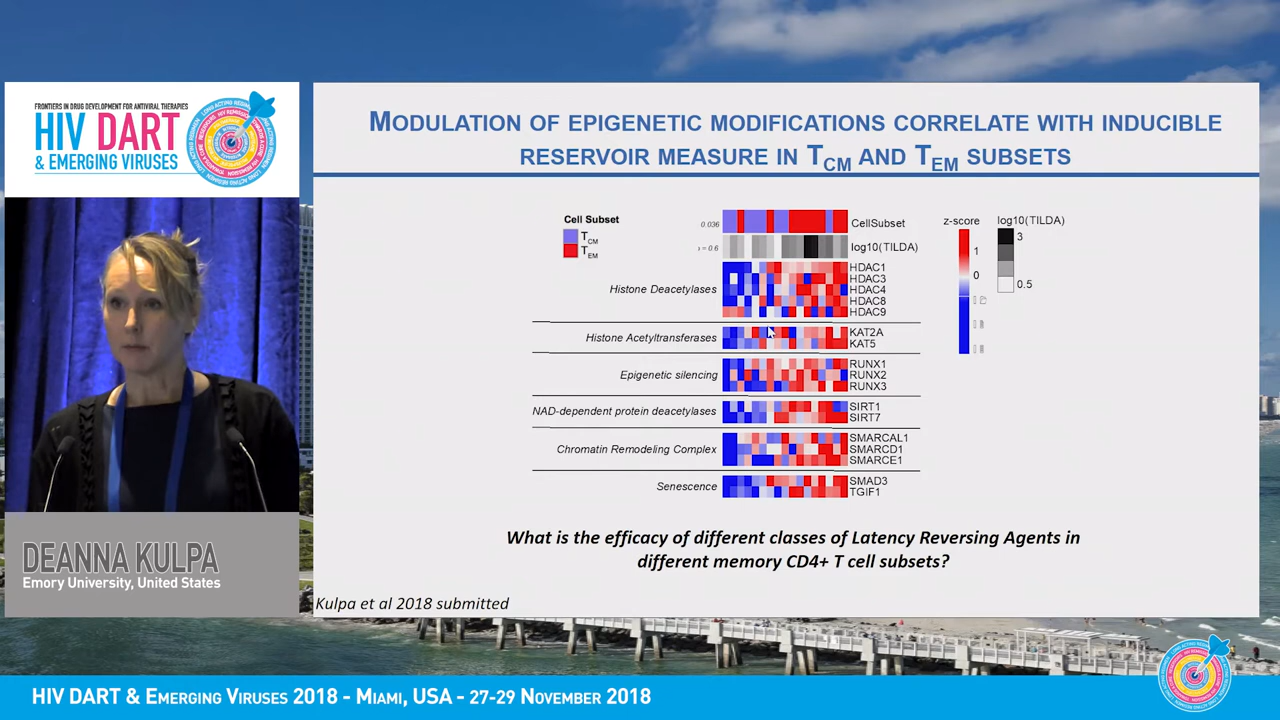 FRONTIERS IN DRUG DEVELOPMENT FOR ANTIVIRAL THERAPIES
HIV DART
& EMERGING VIRUSES
DEANNA KULPA
Emory University, United States
MODULATION OF EPIGENETIC MODIFICATIONS CORRELATE WITH INDUCIBLE
RESERVOIR MEASURE IN TCM AND TEM SUBSETS
Cell Subset
TCM
TEM
0.036
= 0.6
CellSubset
log10(TILDA)
Histone Deacetylases
HDAC1
HDAC3
HDAC4
HDAC8
HDAC9
Histone Acetyltransferases
KAT2A
KAT5
Epigenetic silencing
RUNX1
RUNX2
RUNX3
NAD-dependent protein deacetylases
SIRT1
SIRT7
Chromatin Remodeling Complex
SMARCAL1
SMARCD1
SMARCE1
Senescence
SMAD3
TGIF1
z-score
1
0
log10(TILDA)
3
0.5
What is the efficacy of different classes of Latency Reversing Agents in
different memory CD4+ T cell subsets?
Kulpa et al 2018 submitted
HIV DART & EMERGING VIRUSES 2018 - MIAMI, USA - 27-29 NOVEMBER 2018